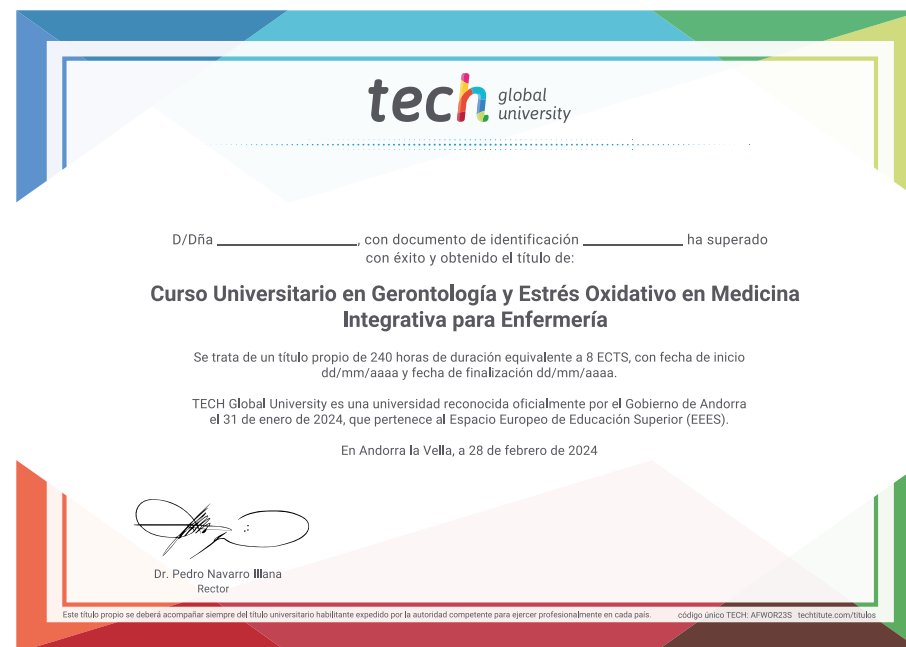 tech global university
D/Dña ____________________, con documento de identificación ______________ ha superado
con éxito y obtenido el título de:
Curso Universitario en Gerontología y Estrés Oxidativo en Medicina
Integrativa para Enfermería
Se trata de un título propio de 240 horas de duración equivalente a 8 ECTS, con fecha de inicio
dd/mm/aaaa y fecha de finalización dd/mm/aaaa.
TECH Global University es una universidad reconocida oficialmente por el Gobierno de Andorra
el 31 de enero de 2024, que pertenece al Espacio Europeo de Educación Superior (EEES).
En Andorra la Vella, a 28 de febrero de 2024
Dr. Pedro Navarro Illana
Rector
Este título propio se deberá acompañar siempre del título universitario habilitante expedido por la autoridad competente para ejercer profesionalmente en cada país. código único TECH: AFWOR23S techtitute.com/titulos